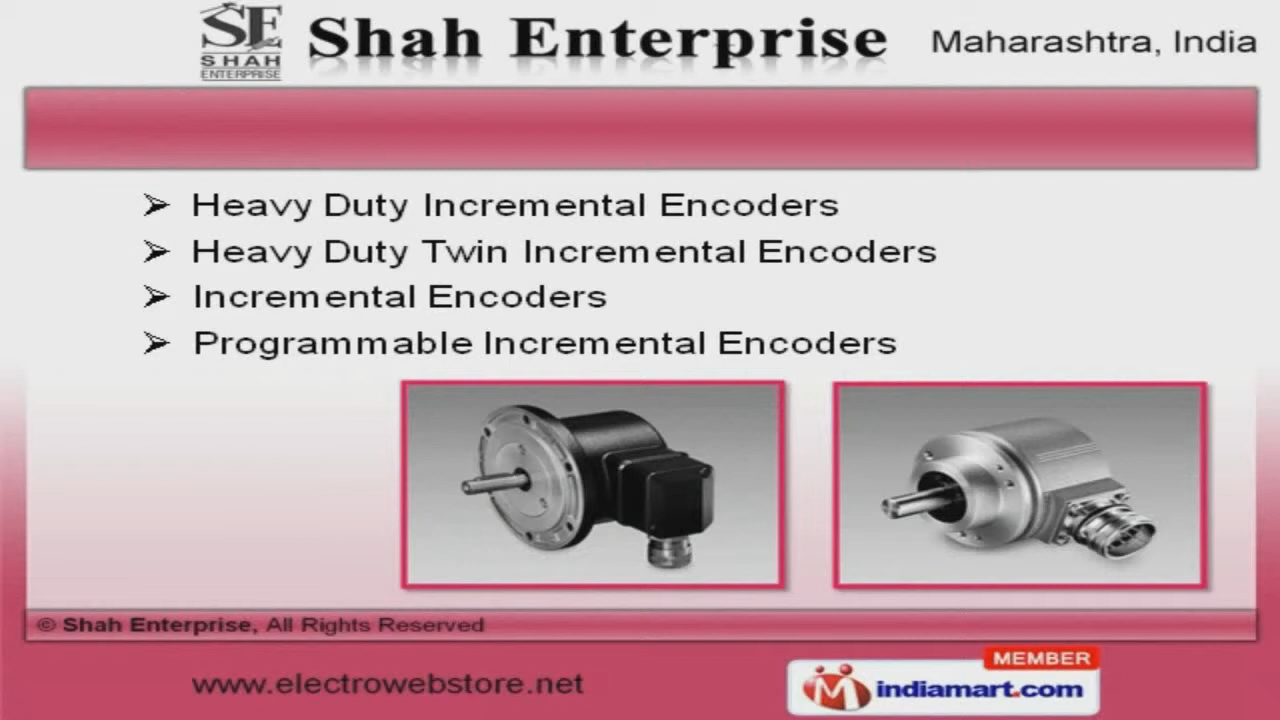 SE
SHAH
ENTERPRISE
Shah Enterprise
Maharashtra, India
Heavy Duty Incremental Encoders
Heavy Duty Twin Incremental Encoders
Incremental Encoders
Programmable Incremental Encoders
© Shah Enterprise, All Rights Reserved
www.electrowebstore.net
MEMBER
indiamart.com